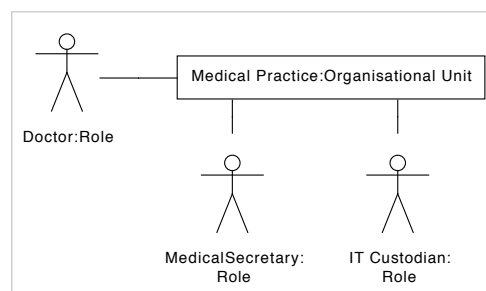 Medical Practice:Organisational Unit
Doctor:Role
MedicalSecretary:
Role
IT Custodian:
Role